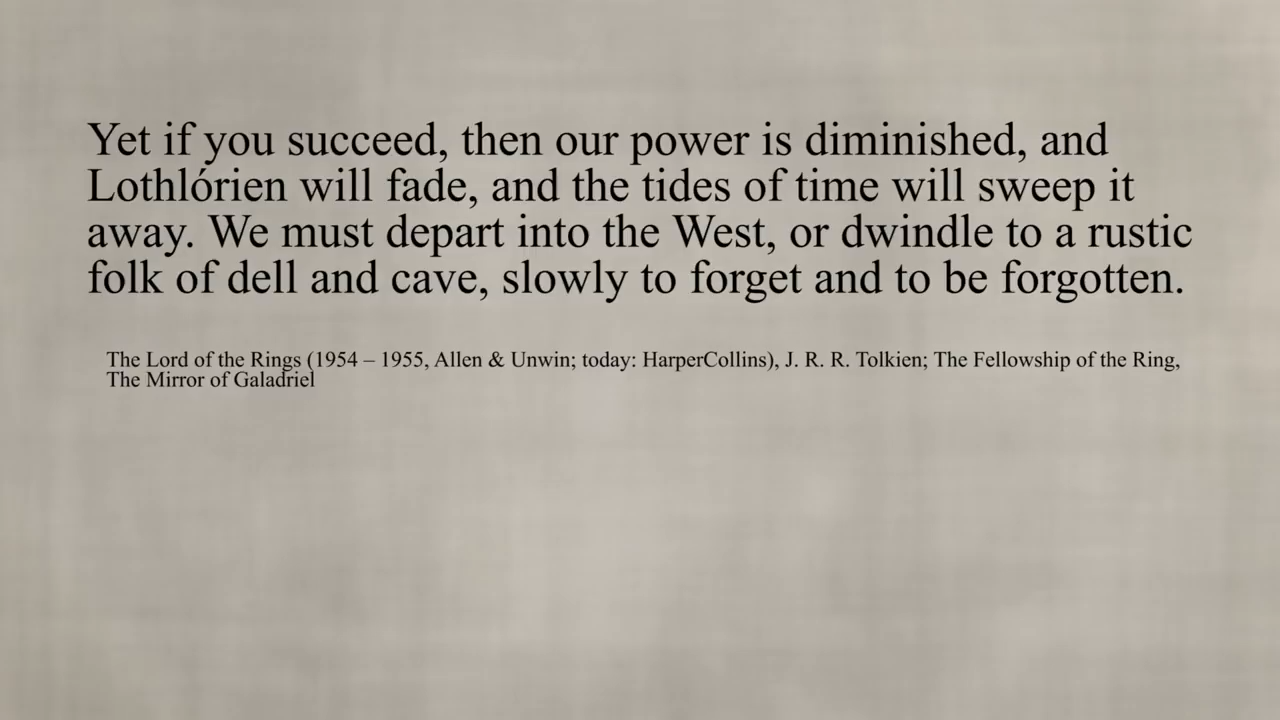 Yet if you succeed, then our power is diminished, and
Lothlórien will fade, and the tides of time will sweep it
away. We must depart into the West, or dwindle to a rustic
folk of dell and cave, slowly to forget and to be forgotten.
The Lord of the Rings (1954 – 1955, Allen & Unwin; today: HarperCollins), J. R. R. Tolkien; The Fellowship of the Ring,
The Mirror of Galadriel